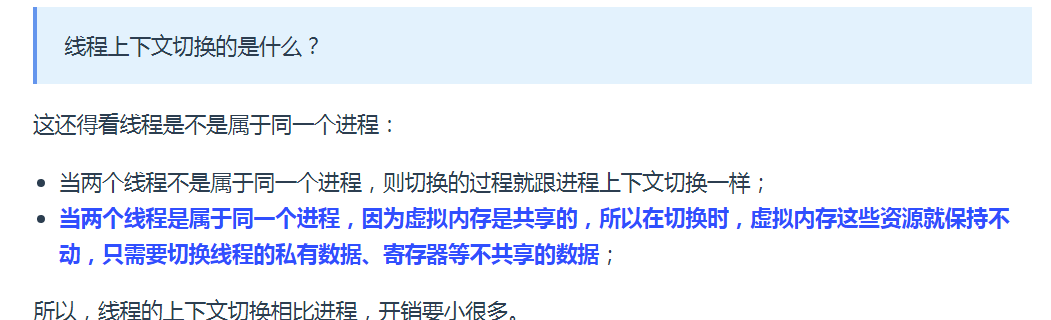 线程上下文切换的是什么？
这还得看线程是不是属于同一个进程：
当两个线程不是属于同一个进程，则切换的过程就跟进程上下文切换一样；
当两个线程是属于同一个进程，因为虚拟内存是共享的，所以在切换时，虚拟内存这些资源就保持不
动，只需要切换线程的私有数据、寄存器等不共享的数据；
所以，线程的上下文切换相比进程，开销要小很多。